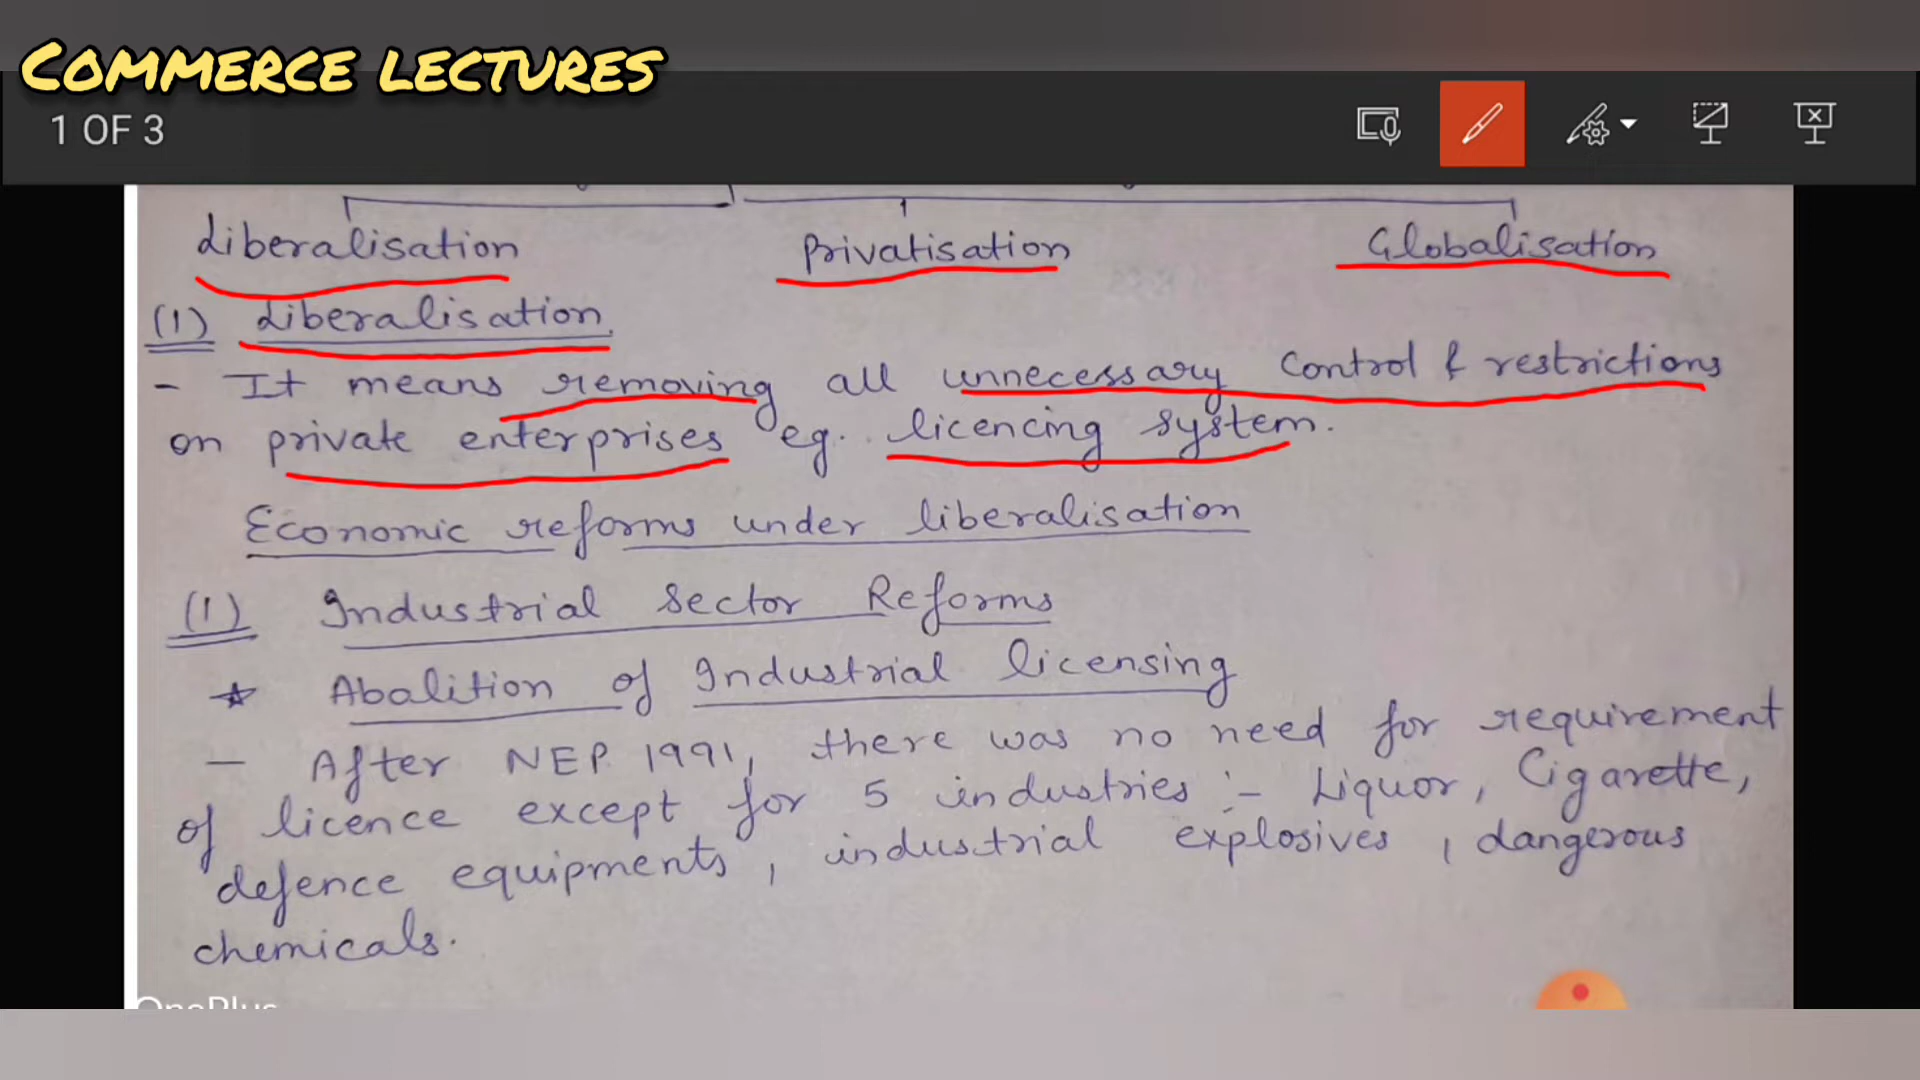 COMMERCE LECTURES
1 OF 3
Liberalisation Privatisation Globalisation
(1) Liberalisation
- It means removing all unnecessary control & restrictions
on private enterprises eg. licencing system.
Economic reforms under liberalisation
(1) Industrial Sector Reforms
☆ Abolition of Industrial licensing
- After NEP 1991, there was no need for requirement
of licence except for 5 industries :- Liquor, Cigarette,
defence equipments, industrial explosives, dangerous
chemicals.
OnePlus